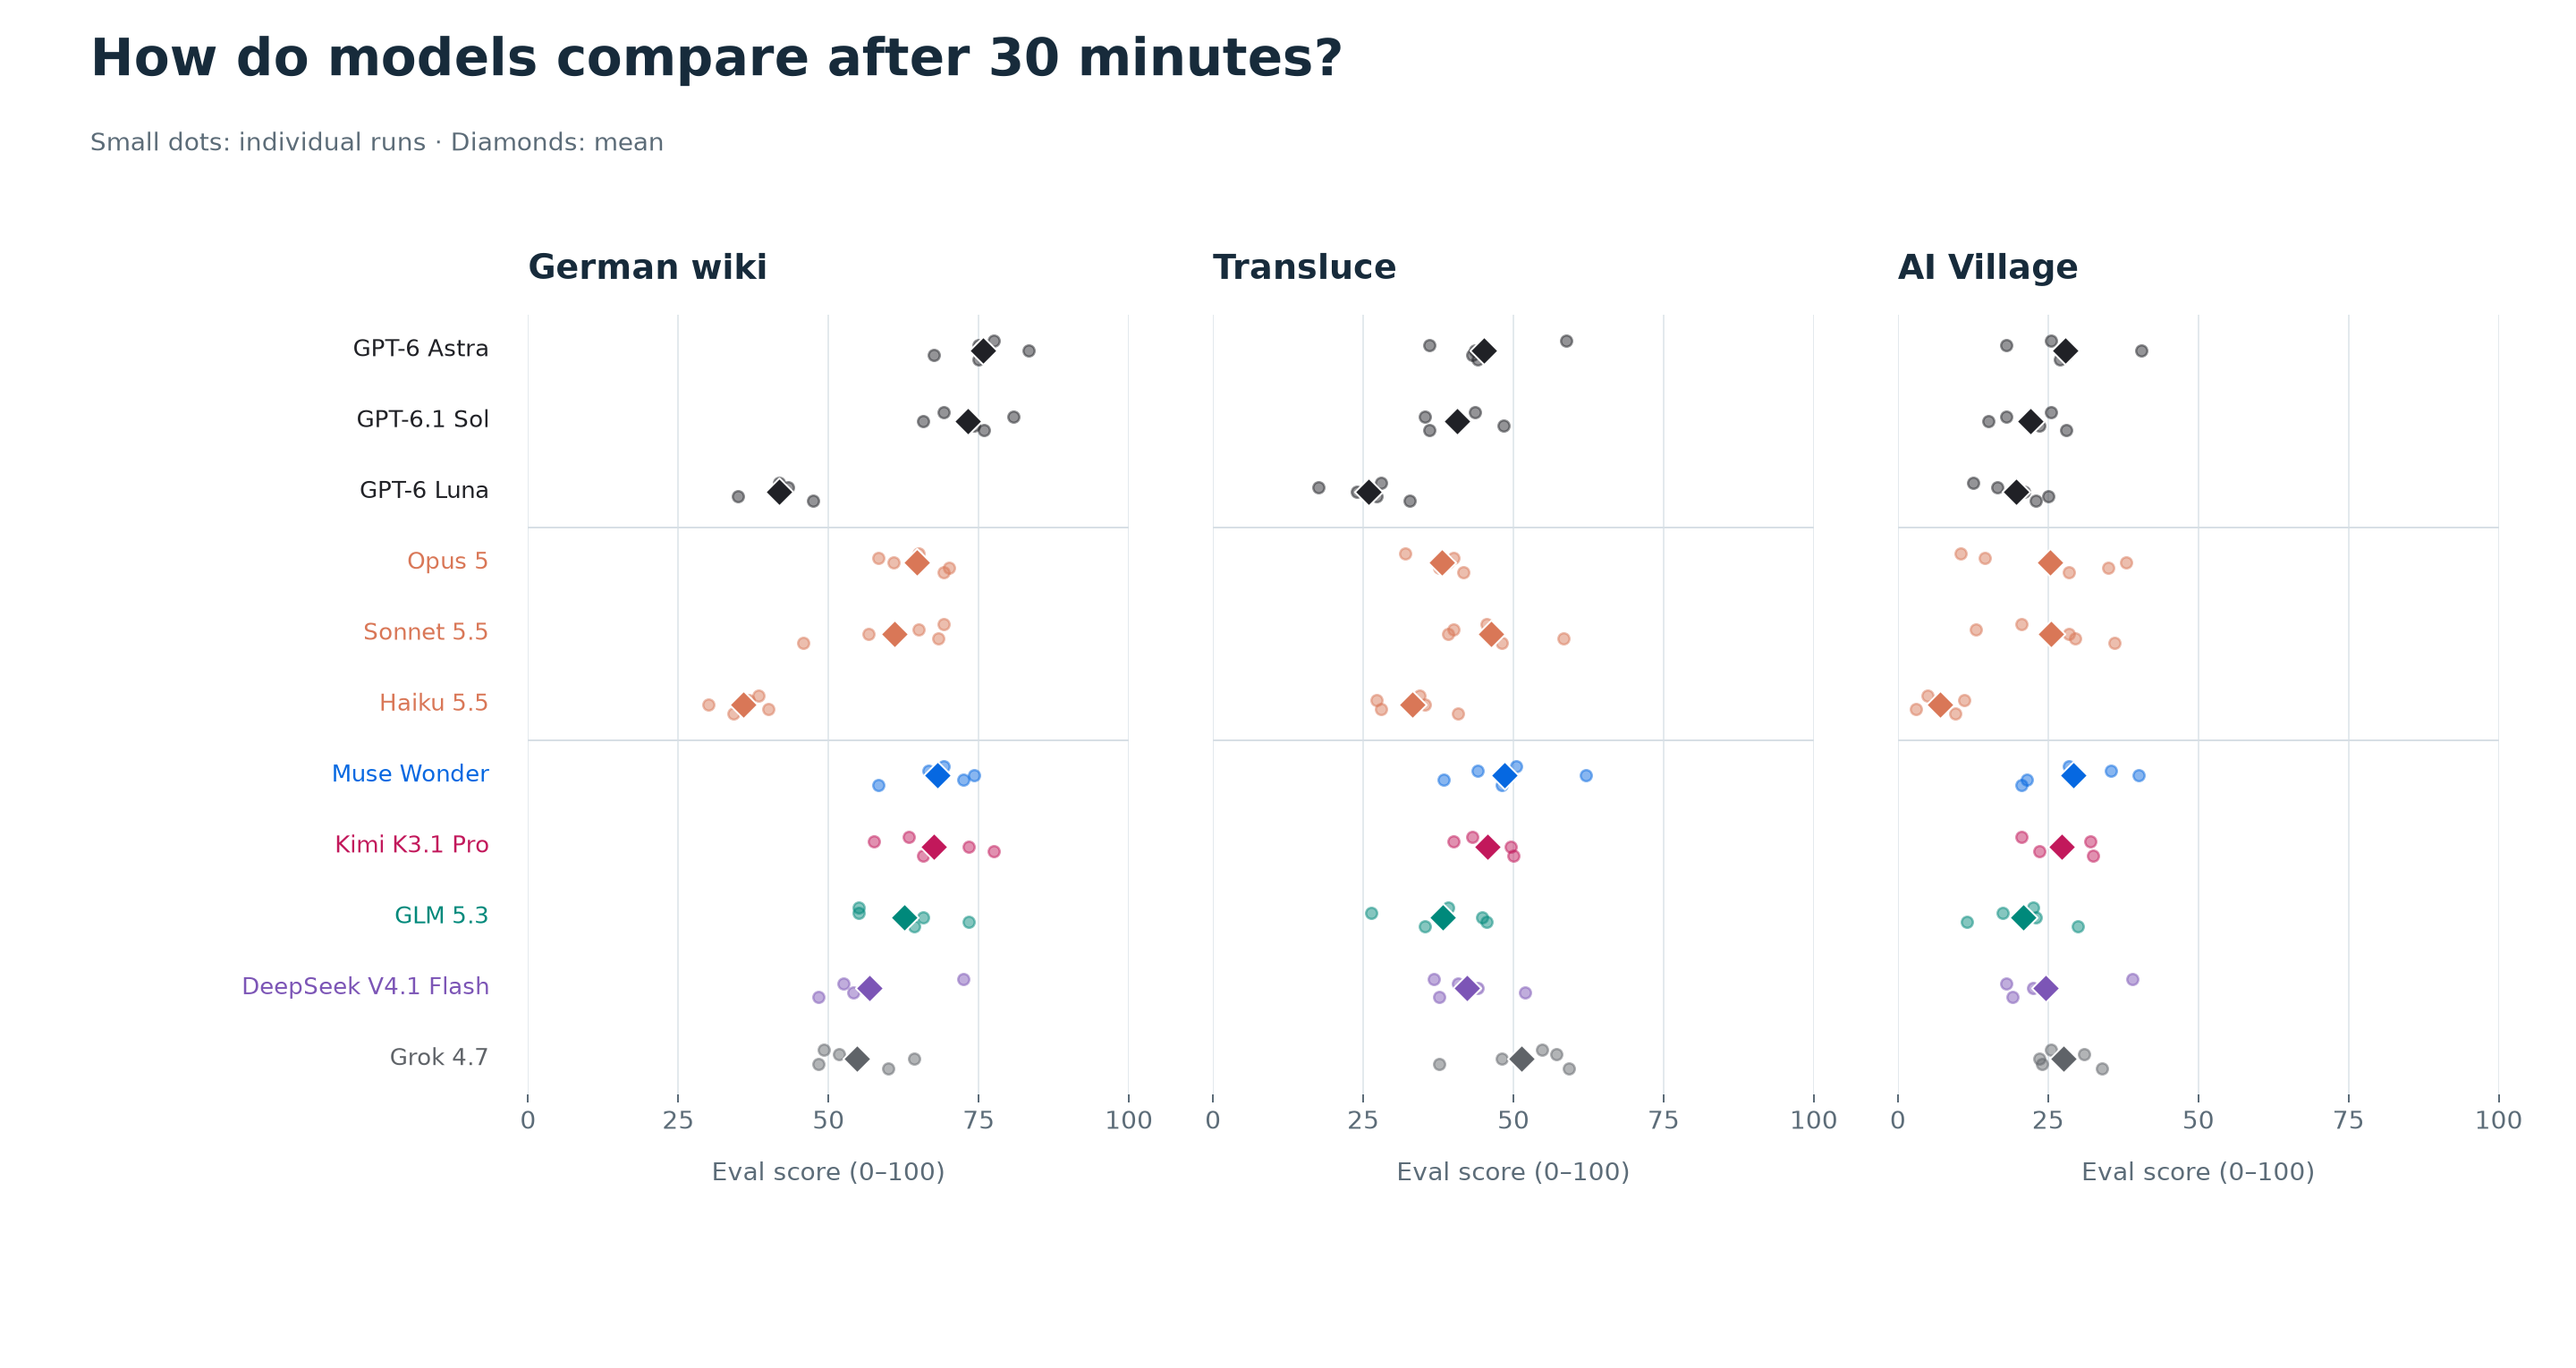 How do models compare after 30 minutes?
Small dots: individual runs · Diamonds: mean
German wiki
Transluce
AI Village
GPT-6 Astra
GPT-6.1 Sol
GPT-6 Luna
Opus 5
Sonnet 5.5
Haiku 5.5
Muse Wonder
Kimi K3.1 Pro
GLM 5.3
DeepSeek V4.1 Flash
Grok 4.7
0 25 50 75 100
0 25 50 75 100
0 25 50 75 100
Eval score (0–100)
Eval score (0–100)
Eval score (0–100)